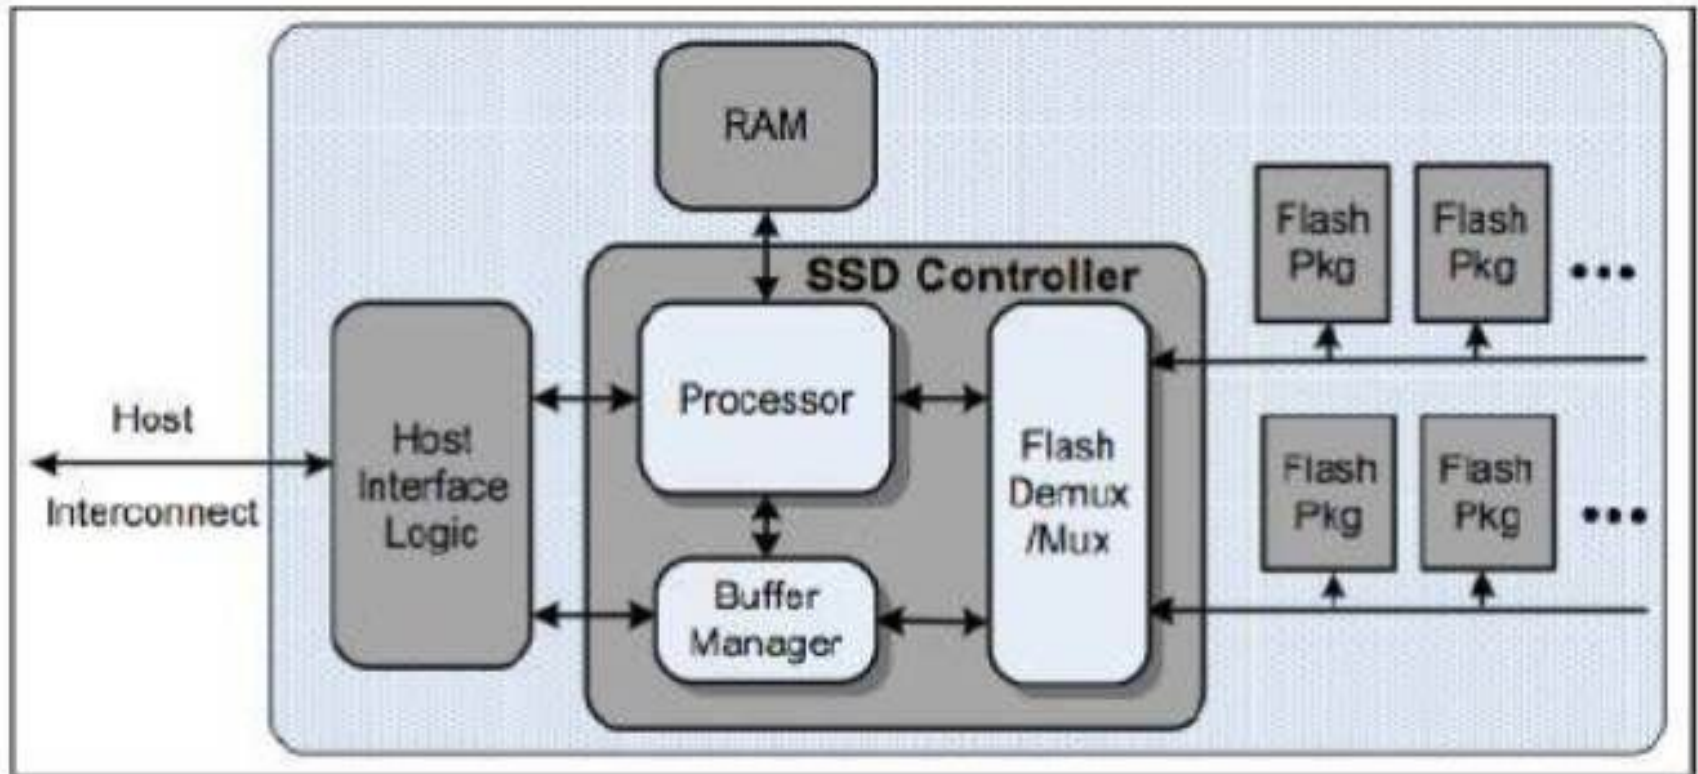 RAM
SSD Controller
Flash
Pkg
Flash
Pkg
•••
Host
Interconnect
Host
Interface
Logic
Processor
Flash
Demux
/Mux
Buffer
Manager
Flash
Pkg
Flash
Pkg
•••